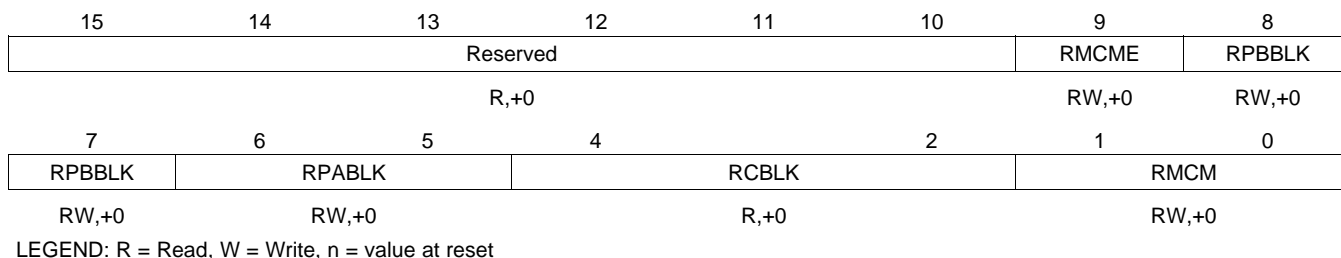 15 14 13 12 11 10 9 8
Reserved RMCME RPBBLK
R,+0 RW,+0 RW,+0
7 6 5 4 2 1 0
RPBBLK RPABLK RCBLK RMCM
RW,+0 RW,+0 R,+0 RW,+0
LEGEND: R = Read, W = Write, n = value at reset